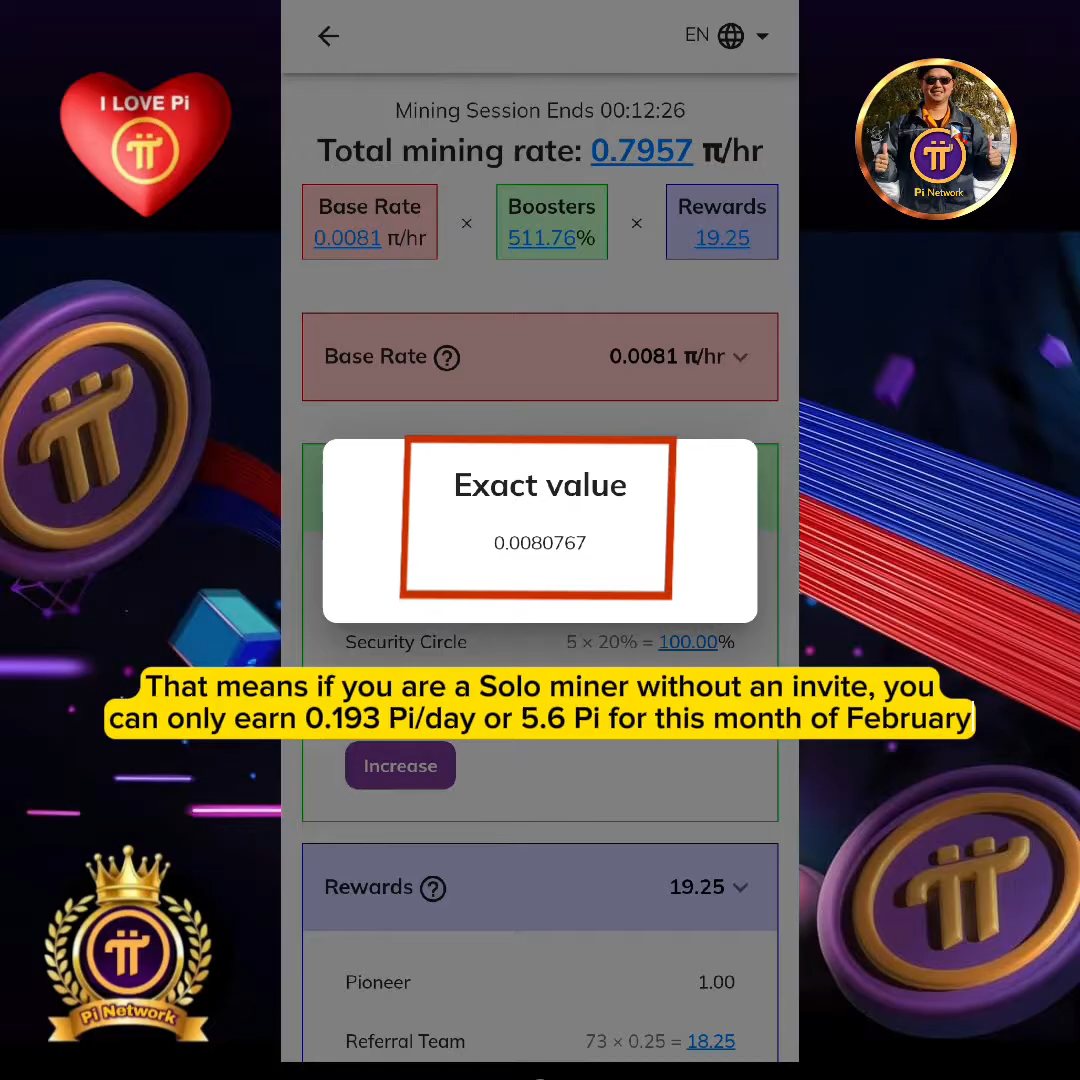 EN
Mining Session Ends 00:12:26
Total mining rate: 0.7957 π/hr
Base Rate
0.0081 π/hr
×
Boosters
511.76%
×
Rewards
19.25
I LOVE Pi
Pi Network
Base Rate ? 0.0081 π/hr
Exact value
0.0080767
Security Circle 5 × 20% = 100.00%
That means if you are a Solo miner without an invite, you
can only earn 0.193 Pi/day or 5.6 Pi for this month of February
Increase
Rewards ? 19.25
Pioneer 1.00
Referral Team 73 × 0.25 = 18.25
Pi Network